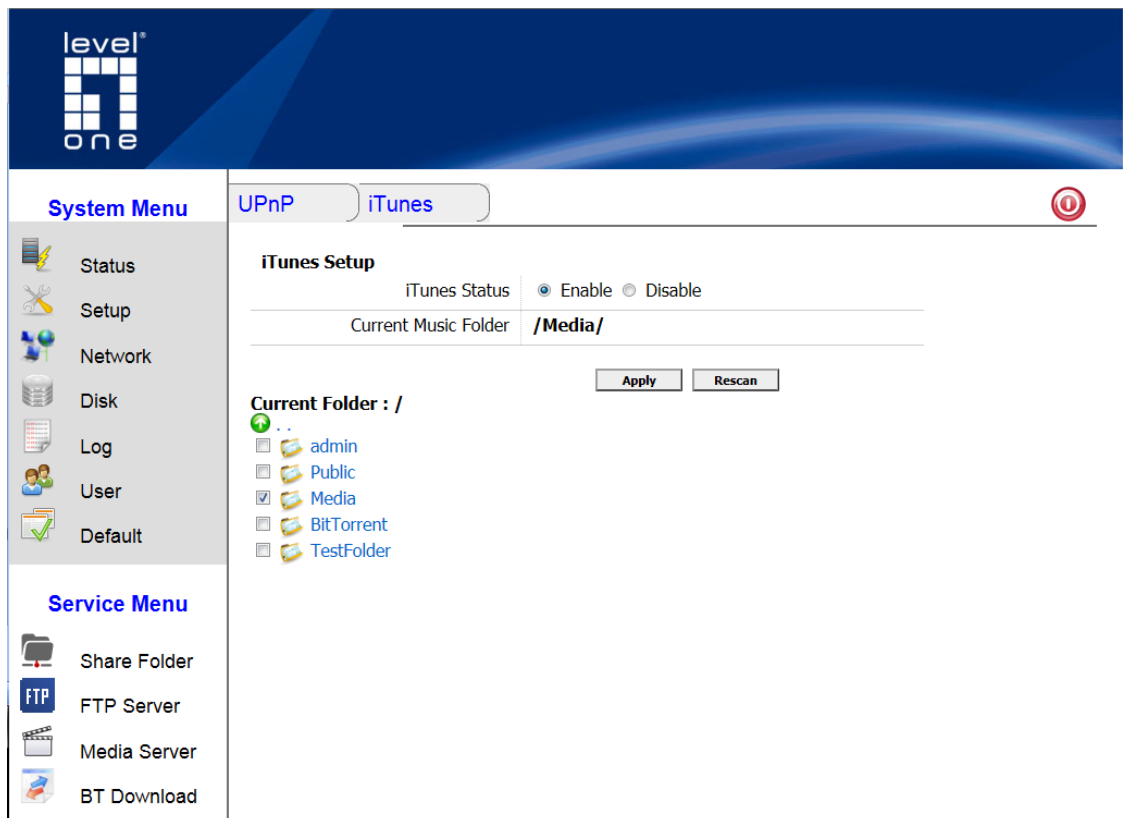 level®
one
System Menu
Status
Setup
Network
Disk
Log
User
Default
Service Menu
Share Folder
FTP
FTP Server
Media Server
BT Download
UPnP
iTunes
iTunes Setup
iTunes Status Enable Disable
Current Music Folder /Media/
Apply Rescan
Current Folder : /
. .
admin
Public
Media
BitTorrent
TestFolder